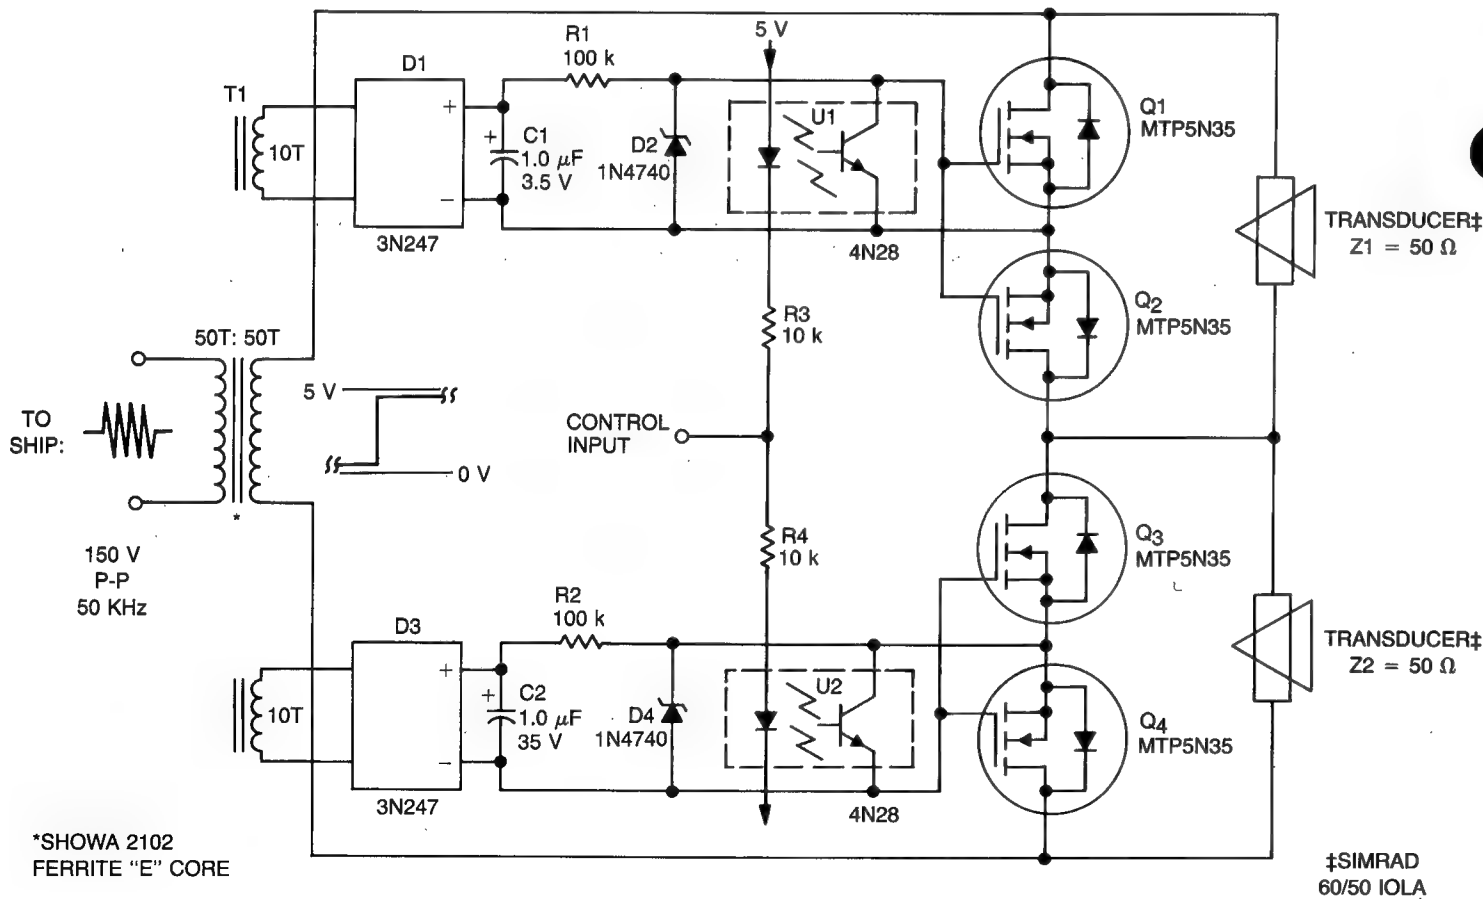 5 V
R1
100 k
D1
T1
10T
+
−
+
C1
1.0 µF
3.5 V
3N247
D2
1N4740
U1
4N28
Q1
MTP5N35
TRANSDUCER‡
Z1 = 50 Ω
Q2
MTP5N35
R3
10 k
50T: 50T
5 V
0 V
TO
SHIP:
*
150 V
P-P
50 KHz
CONTROL
INPUT
R4
10 k
Q3
MTP5N35
R2
100 k
D3
10T
+
−
+
C2
1.0 µF
35 V
3N247
D4
1N4740
U2
4N28
Q4
MTP5N35
TRANSDUCER‡
Z2 = 50 Ω
*SHOWA 2102
FERRITE “E” CORE
‡SIMRAD
60/50 IOLA